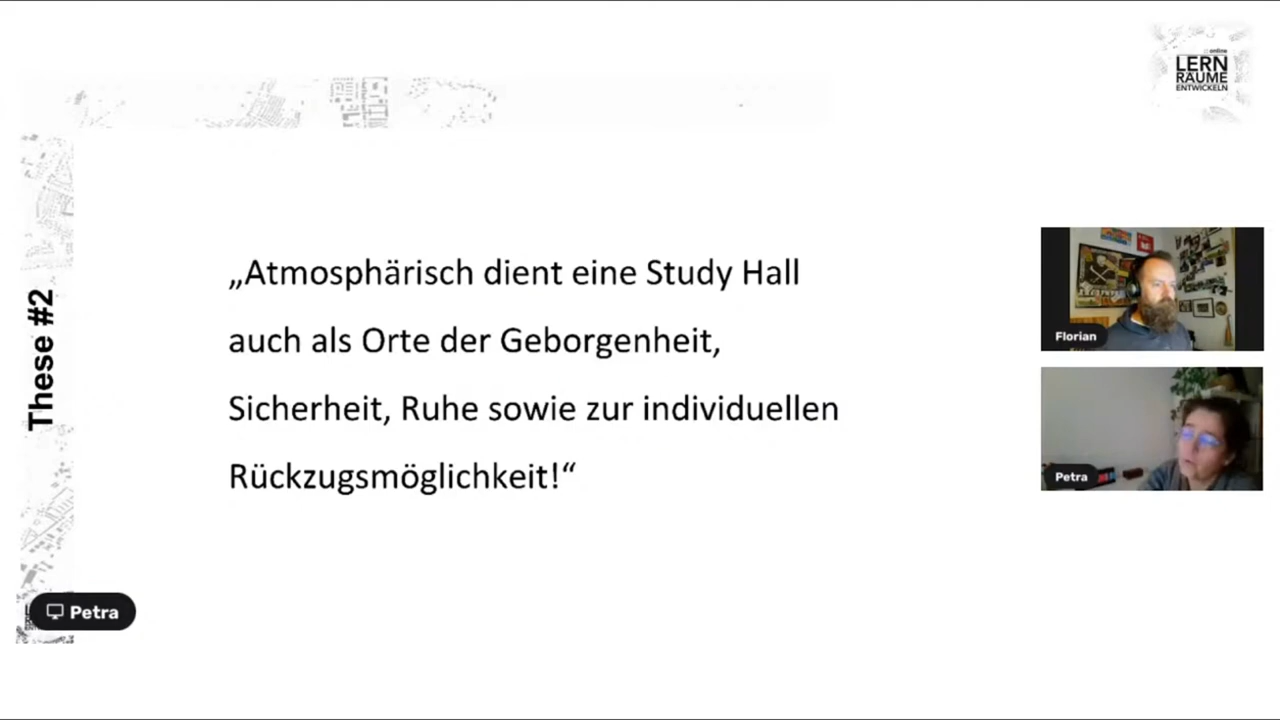 :: online
LERN
RÄUME
ENTWICKELN
These #2
„Atmosphärisch dient eine Study Hall
auch als Orte der Geborgenheit,
Sicherheit, Ruhe sowie zur individuellen
Rückzugsmöglichkeit!“
Florian
Petra
Petra